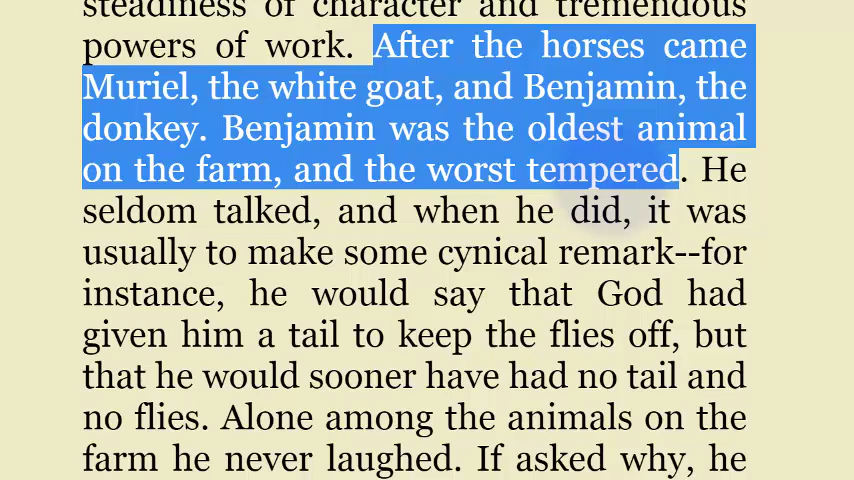 steadiness of character and tremendous
powers of work. After the horses came
Muriel, the white goat, and Benjamin, the
donkey. Benjamin was the oldest animal
on the farm, and the worst tempered. He
seldom talked, and when he did, it was
usually to make some cynical remark--for
instance, he would say that God had
given him a tail to keep the flies off, but
that he would sooner have had no tail and
no flies. Alone among the animals on the
farm he never laughed. If asked why, he